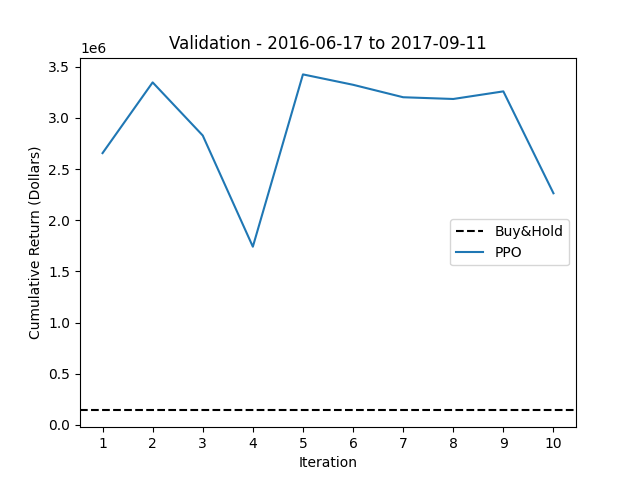 Validation - 2016-06-17 to 2017-09-11
1e6
3.5
3.0
2.5
2.0
1.5
1.0
0.5
0.0
Cumulative Return (Dollars)
Buy&Hold
PPO
1 2 3 4 5 6 7 8 9 10
Iteration